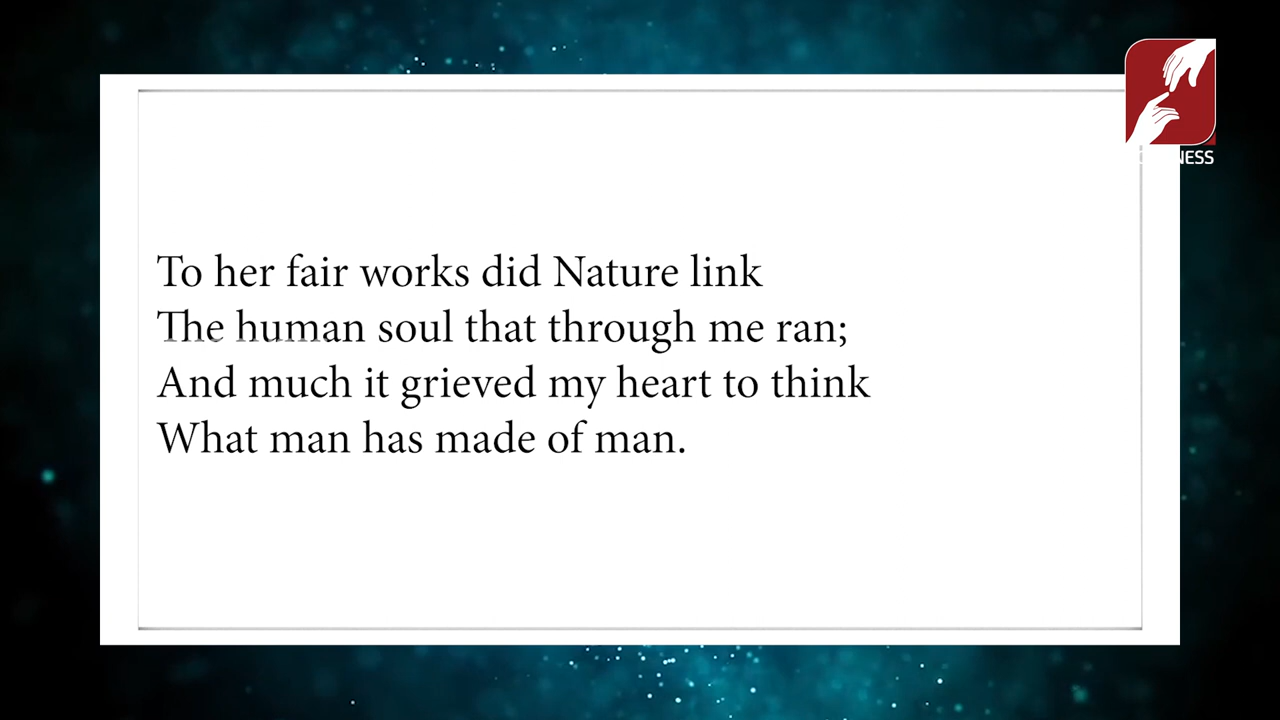 To her fair works did Nature link
The human soul that through me ran;
And much it grieved my heart to think
What man has made of man.